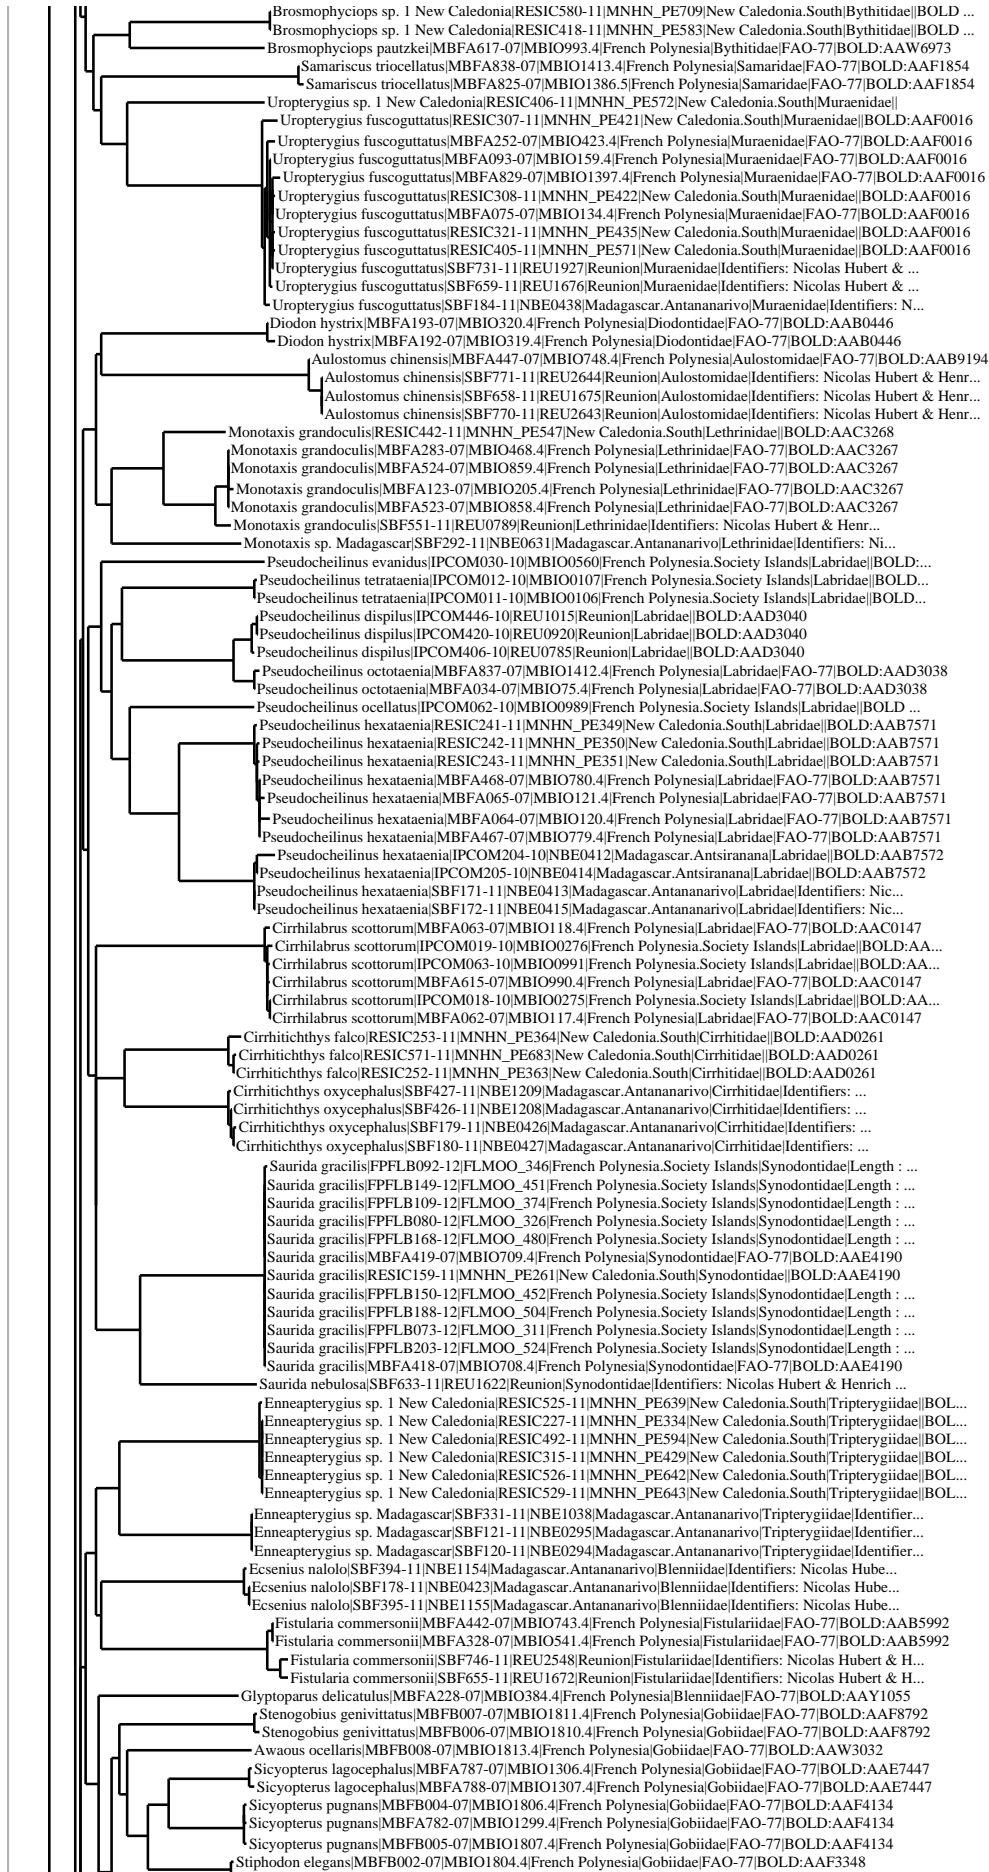 Brosmophyciops sp. 1 New Caledonia|RESIC580-11|MNHN_PE709|New Caledonia.South|Bythitidae||BOLD ...
Brosmophyciops sp. 1 New Caledonia|RESIC418-11|MNHN_PE583|New Caledonia.South|Bythitidae||BOLD ...
Brosmophyciops pautzkei|MBFA617-07|MBIO993.4|French Polynesia|Bythitidae|FAO-77|BOLD:AAW6973
Samariscus triocellatus|MBFA838-07|MBIO1413.4|French Polynesia|Samaridae|FAO-77|BOLD:AAF1854
Samariscus triocellatus|MBFA825-07|MBIO1386.5|French Polynesia|Samaridae|FAO-77|BOLD:AAF1854
Uropterygius sp. 1 New Caledonia|RESIC406-11|MNHN_PE572|New Caledonia.South|Muraenidae||
Uropterygius fuscoguttatus|RESIC307-11|MNHN_PE421|New Caledonia.South|Muraenidae||BOLD:AAF0016
Uropterygius fuscoguttatus|MBFA252-07|MBIO423.4|French Polynesia|Muraenidae|FAO-77|BOLD:AAF0016
Uropterygius fuscoguttatus|MBFA093-07|MBIO159.4|French Polynesia|Muraenidae|FAO-77|BOLD:AAF0016
Uropterygius fuscoguttatus|MBFA829-07|MBIO1397.4|French Polynesia|Muraenidae|FAO-77|BOLD:AAF0016
Uropterygius fuscoguttatus|RESIC308-11|MNHN_PE422|New Caledonia.South|Muraenidae||BOLD:AAF0016
Uropterygius fuscoguttatus|MBFA075-07|MBIO134.4|French Polynesia|Muraenidae|FAO-77|BOLD:AAF0016
Uropterygius fuscoguttatus|RESIC321-11|MNHN_PE435|New Caledonia.South|Muraenidae||BOLD:AAF0016
Uropterygius fuscoguttatus|RESIC405-11|MNHN_PE571|New Caledonia.South|Muraenidae||BOLD:AAF0016
Uropterygius fuscoguttatus|SBF731-11|REU1927|Reunion|Muraenidae|Identifiers: Nicolas Hubert & ...
Uropterygius fuscoguttatus|SBF659-11|REU1676|Reunion|Muraenidae|Identifiers: Nicolas Hubert & ...
Uropterygius fuscoguttatus|SBF184-11|NBE0438|Madagascar.Antananarivo|Muraenidae|Identifiers: N...
Diodon hystrix|MBFA193-07|MBIO320.4|French Polynesia|Diodontidae|FAO-77|BOLD:AAB0446
Diodon hystrix|MBFA192-07|MBIO319.4|French Polynesia|Diodontidae|FAO-77|BOLD:AAB0446
Aulostomus chinensis|MBFA447-07|MBIO748.4|French Polynesia|Aulostomidae|FAO-77|BOLD:AAB9194
Aulostomus chinensis|SBF771-11|REU2644|Reunion|Aulostomidae|Identifiers: Nicolas Hubert & Henr...
Aulostomus chinensis|SBF658-11|REU1675|Reunion|Aulostomidae|Identifiers: Nicolas Hubert & Henr...
Aulostomus chinensis|SBF770-11|REU2643|Reunion|Aulostomidae|Identifiers: Nicolas Hubert & Henr...
Monotaxis grandoculis|RESIC442-11|MNHN_PE547|New Caledonia.South|Lethrinidae||BOLD:AAC3268
Monotaxis grandoculis|MBFA283-07|MBIO468.4|French Polynesia|Lethrinidae|FAO-77|BOLD:AAC3267
Monotaxis grandoculis|MBFA524-07|MBIO859.4|French Polynesia|Lethrinidae|FAO-77|BOLD:AAC3267
Monotaxis grandoculis|MBFA123-07|MBIO205.4|French Polynesia|Lethrinidae|FAO-77|BOLD:AAC3267
Monotaxis grandoculis|MBFA523-07|MBIO858.4|French Polynesia|Lethrinidae|FAO-77|BOLD:AAC3267
Monotaxis grandoculis|SBF551-11|REU0789|Reunion|Lethrinidae|Identifiers: Nicolas Hubert & Henr...
Monotaxis sp. Madagascar|SBF292-11|NBE0631|Madagascar.Antananarivo|Lethrinidae|Identifiers: Ni...
Pseudocheilinus evanidus|IPCOM030-10|MBIO0560|French Polynesia.Society Islands|Labridae||BOLD:...
Pseudocheilinus tetrataenia|IPCOM012-10|MBIO0107|French Polynesia.Society Islands|Labridae||BOLD...
Pseudocheilinus tetrataenia|IPCOM011-10|MBIO0106|French Polynesia.Society Islands|Labridae||BOLD...
Pseudocheilinus dispilus|IPCOM446-10|REU1015|Reunion|Labridae||BOLD:AAD3040
Pseudocheilinus dispilus|IPCOM420-10|REU0920|Reunion|Labridae||BOLD:AAD3040
Pseudocheilinus dispilus|IPCOM406-10|REU0785|Reunion|Labridae||BOLD:AAD3040
Pseudocheilinus octotaenia|MBFA837-07|MBIO1412.4|French Polynesia|Labridae|FAO-77|BOLD:AAD3038
Pseudocheilinus octotaenia|MBFA034-07|MBIO75.4|French Polynesia|Labridae|FAO-77|BOLD:AAD3038
Pseudocheilinus ocellatus|IPCOM062-10|MBIO0989|French Polynesia.Society Islands|Labridae||BOLD ...
Pseudocheilinus hexataenia|RESIC241-11|MNHN_PE349|New Caledonia.South|Labridae||BOLD:AAB7571
Pseudocheilinus hexataenia|RESIC242-11|MNHN_PE350|New Caledonia.South|Labridae||BOLD:AAB7571
Pseudocheilinus hexataenia|RESIC243-11|MNHN_PE351|New Caledonia.South|Labridae||BOLD:AAB7571
Pseudocheilinus hexataenia|MBFA468-07|MBIO780.4|French Polynesia|Labridae|FAO-77|BOLD:AAB7571
Pseudocheilinus hexataenia|MBFA065-07|MBIO121.4|French Polynesia|Labridae|FAO-77|BOLD:AAB7571
Pseudocheilinus hexataenia|MBFA064-07|MBIO120.4|French Polynesia|Labridae|FAO-77|BOLD:AAB7571
Pseudocheilinus hexataenia|MBFA467-07|MBIO779.4|French Polynesia|Labridae|FAO-77|BOLD:AAB7571
Pseudocheilinus hexataenia|IPCOM204-10|NBE0412|Madagascar.Antsiranana|Labridae||BOLD:AAB7572
Pseudocheilinus hexataenia|IPCOM205-10|NBE0414|Madagascar.Antsiranana|Labridae||BOLD:AAB7572
Pseudocheilinus hexataenia|SBF171-11|NBE0413|Madagascar.Antananarivo|Labridae|Identifiers: Nic...
Pseudocheilinus hexataenia|SBF172-11|NBE0415|Madagascar.Antananarivo|Labridae|Identifiers: Nic...
Cirrhilabrus scottorum|MBFA063-07|MBIO118.4|French Polynesia|Labridae|FAO-77|BOLD:AAC0147
Cirrhilabrus scottorum|IPCOM019-10|MBIO0276|French Polynesia.Society Islands|Labridae||BOLD:AA...
Cirrhilabrus scottorum|IPCOM063-10|MBIO0991|French Polynesia.Society Islands|Labridae||BOLD:AA...
Cirrhilabrus scottorum|MBFA615-07|MBIO990.4|French Polynesia|Labridae|FAO-77|BOLD:AAC0147
Cirrhilabrus scottorum|IPCOM018-10|MBIO0275|French Polynesia.Society Islands|Labridae||BOLD:AA...
Cirrhilabrus scottorum|MBFA062-07|MBIO117.4|French Polynesia|Labridae|FAO-77|BOLD:AAC0147
Cirrhitichthys falco|RESIC253-11|MNHN_PE364|New Caledonia.South|Cirrhitidae||BOLD:AAD0261
Cirrhitichthys falco|RESIC571-11|MNHN_PE683|New Caledonia.South|Cirrhitidae||BOLD:AAD0261
Cirrhitichthys falco|RESIC252-11|MNHN_PE363|New Caledonia.South|Cirrhitidae||BOLD:AAD0261
Cirrhitichthys oxycephalus|SBF427-11|NBE1209|Madagascar.Antananarivo|Cirrhitidae|Identifiers: ...
Cirrhitichthys oxycephalus|SBF426-11|NBE1208|Madagascar.Antananarivo|Cirrhitidae|Identifiers: ...
Cirrhitichthys oxycephalus|SBF179-11|NBE0426|Madagascar.Antananarivo|Cirrhitidae|Identifiers: ...
Cirrhitichthys oxycephalus|SBF180-11|NBE0427|Madagascar.Antananarivo|Cirrhitidae|Identifiers: ...
Saurida gracilis|FPFLB092-12|FLMOO_346|French Polynesia.Society Islands|Synodontidae|Length : ...
Saurida gracilis|FPFLB149-12|FLMOO_451|French Polynesia.Society Islands|Synodontidae|Length : ...
Saurida gracilis|FPFLB109-12|FLMOO_374|French Polynesia.Society Islands|Synodontidae|Length : ...
Saurida gracilis|FPFLB080-12|FLMOO_326|French Polynesia.Society Islands|Synodontidae|Length : ...
Saurida gracilis|FPFLB168-12|FLMOO_480|French Polynesia.Society Islands|Synodontidae|Length : ...
Saurida gracilis|MBFA419-07|MBIO709.4|French Polynesia|Synodontidae|FAO-77|BOLD:AAE4190
Saurida gracilis|RESIC159-11|MNHN_PE261|New Caledonia.South|Synodontidae||BOLD:AAE4190
Saurida gracilis|FPFLB150-12|FLMOO_452|French Polynesia.Society Islands|Synodontidae|Length : ...
Saurida gracilis|FPFLB188-12|FLMOO_504|French Polynesia.Society Islands|Synodontidae|Length : ...
Saurida gracilis|FPFLB073-12|FLMOO_311|French Polynesia.Society Islands|Synodontidae|Length : ...
Saurida gracilis|FPFLB203-12|FLMOO_524|French Polynesia.Society Islands|Synodontidae|Length : ...
Saurida gracilis|MBFA418-07|MBIO708.4|French Polynesia|Synodontidae|FAO-77|BOLD:AAE4190
Saurida nebulosa|SBF633-11|REU1622|Reunion|Synodontidae|Identifiers: Nicolas Hubert & Henrich ...
Enneapterygius sp. 1 New Caledonia|RESIC525-11|MNHN_PE639|New Caledonia.South|Tripterygiidae||BOL...
Enneapterygius sp. 1 New Caledonia|RESIC227-11|MNHN_PE334|New Caledonia.South|Tripterygiidae||BOL...
Enneapterygius sp. 1 New Caledonia|RESIC492-11|MNHN_PE594|New Caledonia.South|Tripterygiidae||BOL...
Enneapterygius sp. 1 New Caledonia|RESIC315-11|MNHN_PE429|New Caledonia.South|Tripterygiidae||BOL...
Enneapterygius sp. 1 New Caledonia|RESIC526-11|MNHN_PE642|New Caledonia.South|Tripterygiidae||BOL...
Enneapterygius sp. 1 New Caledonia|RESIC529-11|MNHN_PE643|New Caledonia.South|Tripterygiidae||BOL...
Enneapterygius sp. Madagascar|SBF331-11|NBE1038|Madagascar.Antananarivo|Tripterygiidae|Identifier...
Enneapterygius sp. Madagascar|SBF121-11|NBE0295|Madagascar.Antananarivo|Tripterygiidae|Identifier...
Enneapterygius sp. Madagascar|SBF120-11|NBE0294|Madagascar.Antananarivo|Tripterygiidae|Identifier...
Ecsenius nalolo|SBF394-11|NBE1154|Madagascar.Antananarivo|Blenniidae|Identifiers: Nicolas Hube...
Ecsenius nalolo|SBF178-11|NBE0423|Madagascar.Antananarivo|Blenniidae|Identifiers: Nicolas Hube...
Ecsenius nalolo|SBF395-11|NBE1155|Madagascar.Antananarivo|Blenniidae|Identifiers: Nicolas Hube...
Fistularia commersonii|MBFA442-07|MBIO743.4|French Polynesia|Fistulariidae|FAO-77|BOLD:AAB5992
Fistularia commersonii|MBFA328-07|MBIO541.4|French Polynesia|Fistulariidae|FAO-77|BOLD:AAB5992
Fistularia commersonii|SBF746-11|REU2548|Reunion|Fistulariidae|Identifiers: Nicolas Hubert & H...
Fistularia commersonii|SBF655-11|REU1672|Reunion|Fistulariidae|Identifiers: Nicolas Hubert & H...
Glyptoparus delicatulus|MBFA228-07|MBIO384.4|French Polynesia|Blenniidae|FAO-77|BOLD:AAY1055
Stenogobius genivittatus|MBFB007-07|MBIO1811.4|French Polynesia|Gobiidae|FAO-77|BOLD:AAF8792
Stenogobius genivittatus|MBFB006-07|MBIO1810.4|French Polynesia|Gobiidae|FAO-77|BOLD:AAF8792
Awaous ocellaris|MBFB008-07|MBIO1813.4|French Polynesia|Gobiidae|FAO-77|BOLD:AAW3032
Sicyopterus lagocephalus|MBFA787-07|MBIO1306.4|French Polynesia|Gobiidae|FAO-77|BOLD:AAE7447
Sicyopterus lagocephalus|MBFA788-07|MBIO1307.4|French Polynesia|Gobiidae|FAO-77|BOLD:AAE7447
Sicyopterus pugnans|MBFB004-07|MBIO1806.4|French Polynesia|Gobiidae|FAO-77|BOLD:AAF4134
Sicyopterus pugnans|MBFA782-07|MBIO1299.4|French Polynesia|Gobiidae|FAO-77|BOLD:AAF4134
Sicyopterus pugnans|MBFB005-07|MBIO1807.4|French Polynesia|Gobiidae|FAO-77|BOLD:AAF4134
Stiphodon elegans|MBFB002-07|MBIO1804.4|French Polynesia|Gobiidae|FAO-77|BOLD:AAF3348